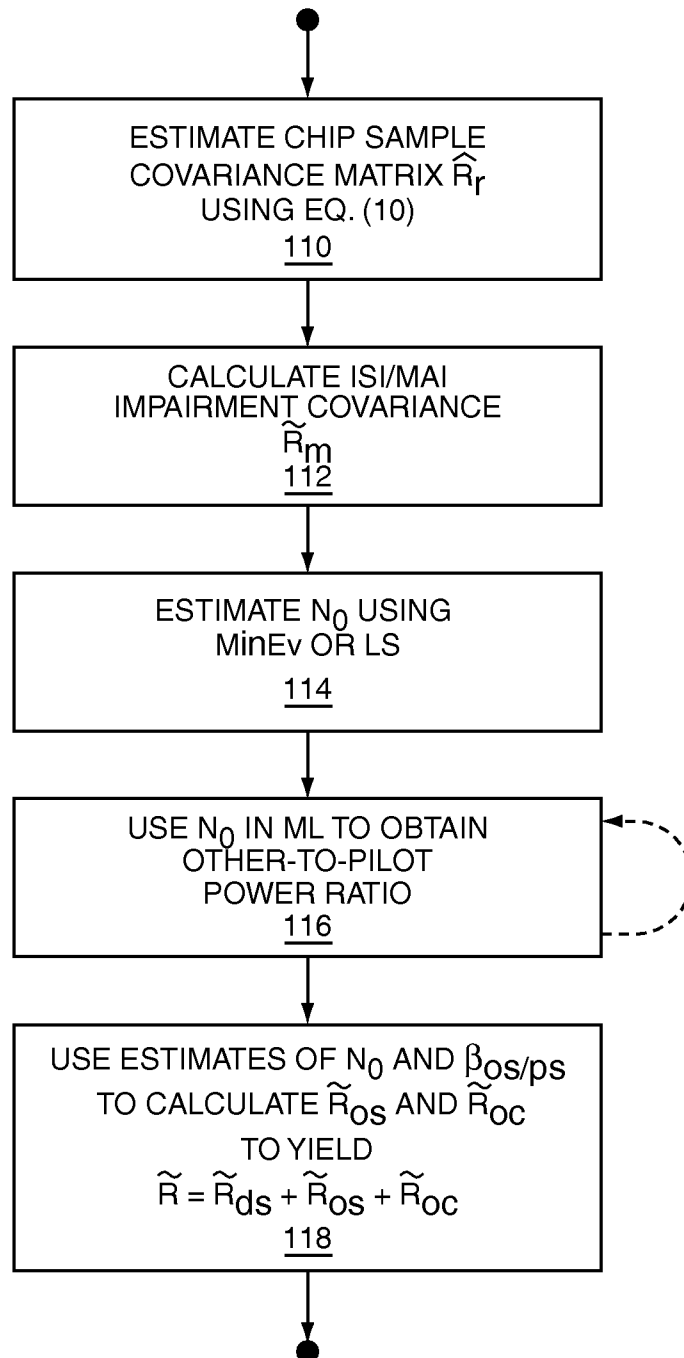 ESTIMATE CHIP SAMPLE
COVARIANCE MATRIX R̂r
USING EQ. (10)
110
CALCULATE ISI/MAI
IMPAIRMENT COVARIANCE
R̃m
112
ESTIMATE N0 USING
MinEv OR LS
114
USE N0 IN ML TO OBTAIN
OTHER-TO-PILOT
POWER RATIO
116
USE ESTIMATES OF N0 AND βos/ps
TO CALCULATE R̃os AND R̃oc
TO YIELD
R̃ = R̃ds + R̃os + R̃oc
118